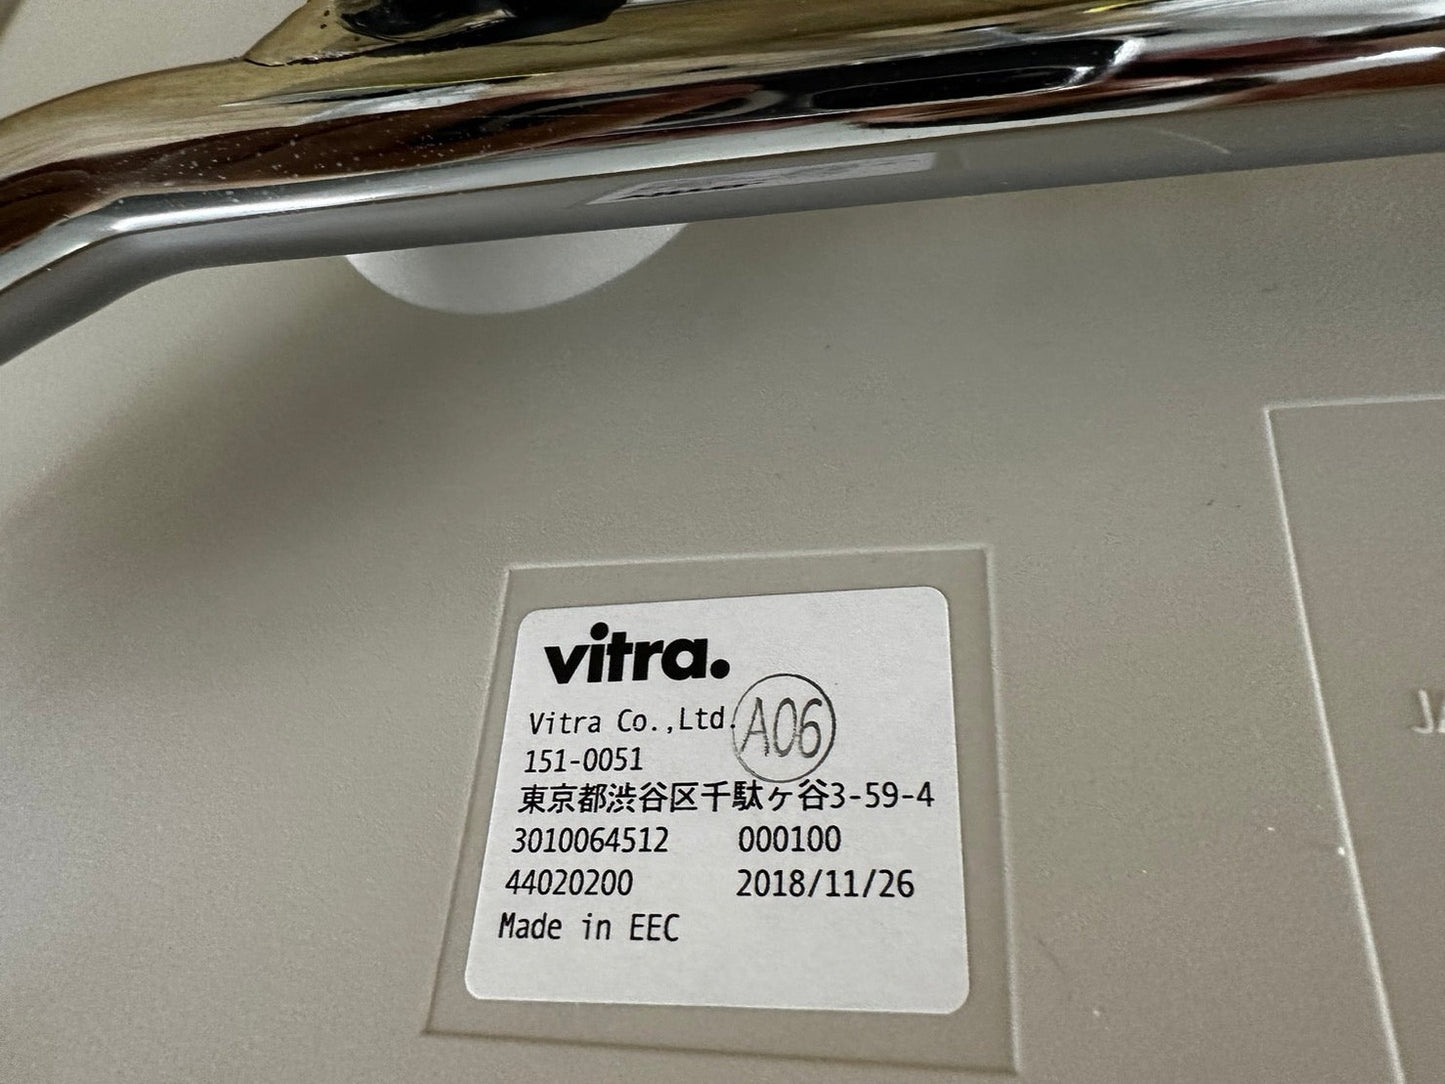 vitra.
Vitra Co.,Ltd.
A06
151-0051
東京都渋谷区千駄ヶ谷3-59-4
3010064512 000100
44020200 2018/11/26
Made in EEC